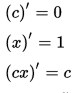 (c)′ = 0
(x)′ = 1
(cx)′ = c